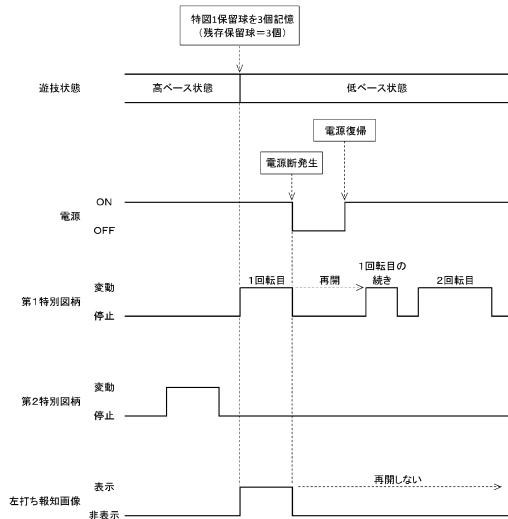 特図1保留球を3個記憶
(残存保留球=3個)
遊技状態
高ベース状態
低ベース状態
電源復帰
電源断発生
電源
ON
OFF
第1特別図柄
変動
停止
1回転目
再開
1回転目の
続き
2回転目
第2特別図柄
変動
停止
左打ち報知画像
表示
非表示
再開しない